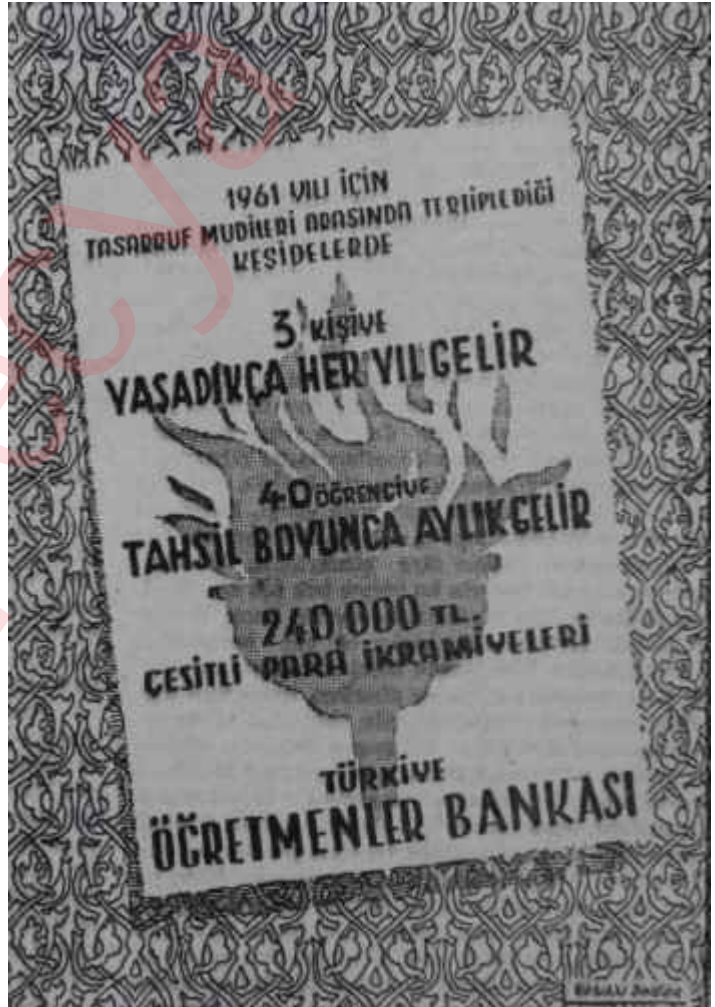 1961 YILI İÇİN
TASARRUF MUDİLERİ ARASINDA TERTİPLEDİĞİ
KEŞİDELERDE
3 KİŞİYE
YAŞADIKÇA HER YIL GELİR
40 ÖĞRENCİYE
TAHSİL BOYUNCA AYLIK GELİR
240.000 TL.
ÇEŞİTLİ PARA İKRAMİYELERİ
TÜRKİYE
ÖĞRETMENLER BANKASI